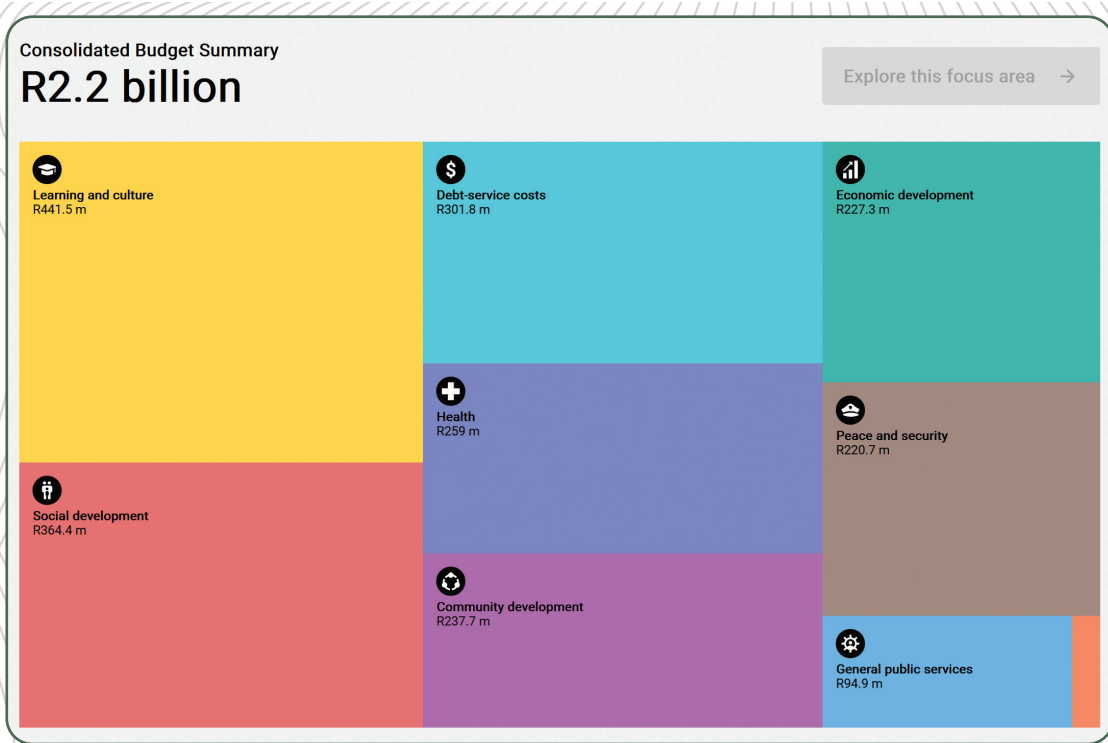 Consolidated Budget Summary
R2.2 billion
Explore this focus area
Learning and culture
R441.5 m
Social development
R364.4 m
Debt-service costs
R301.8 m
Health
R259 m
Community development
R237.7 m
Economic development
R227.3 m
Peace and security
R220.7 m
General public services
R94.9 m